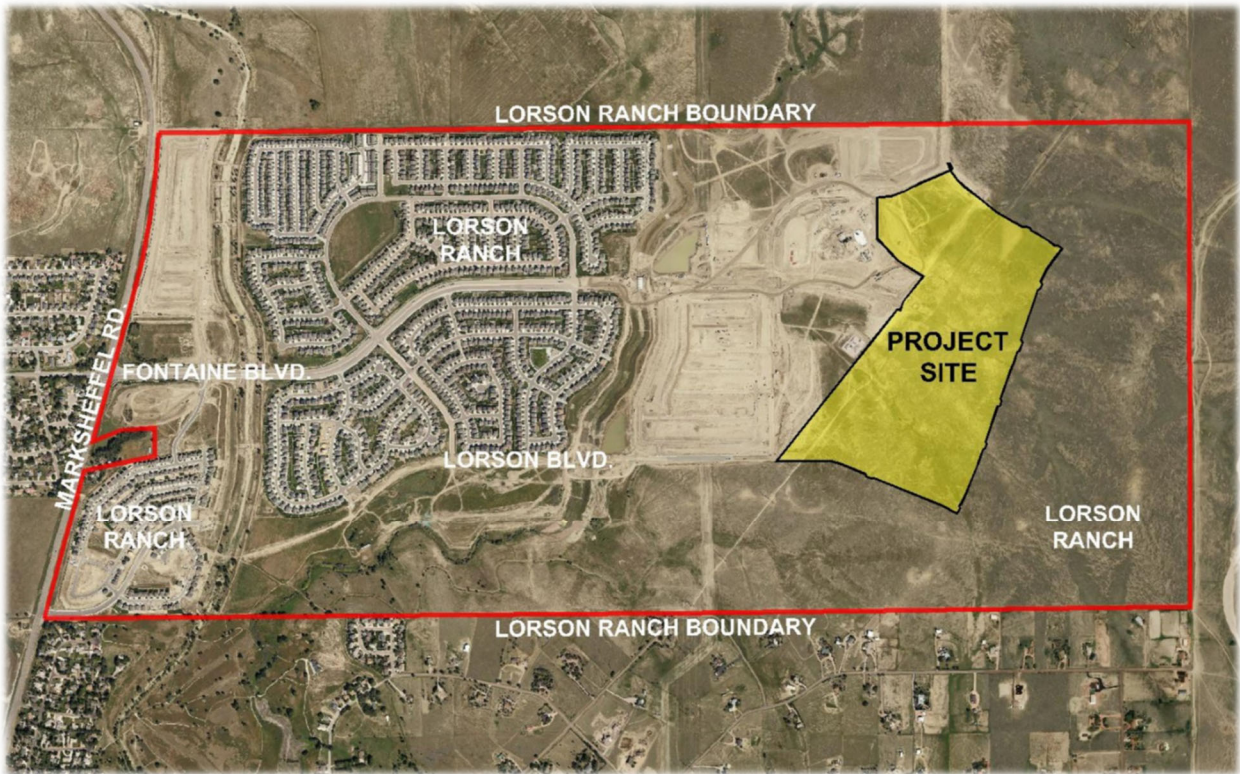 LORSON RANCH BOUNDARY
LORSON
RANCH
PROJECT
SITE
MARKSHEFFEL RD.
FONTAINE BLVD.
LORSON BLVD.
LORSON
RANCH
LORSON
RANCH
LORSON RANCH BOUNDARY